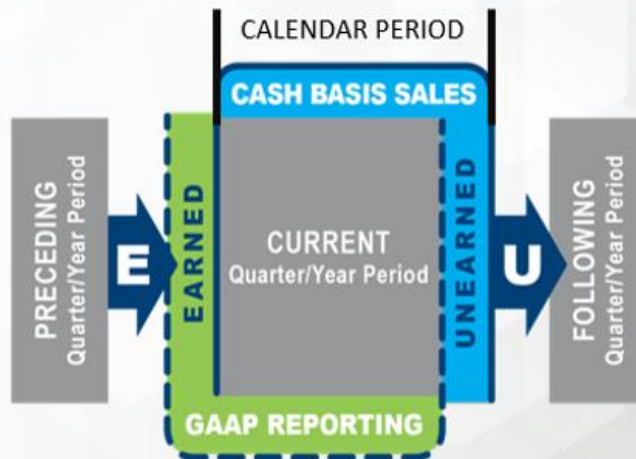 CALENDAR PERIOD
CASH BASIS SALES
PRECEDING
Quarter/Year Period
E
EARNED
CURRENT
Quarter/Year Period
UNEARNED
U
FOLLOWING
Quarter/Year Period
GAAP REPORTING